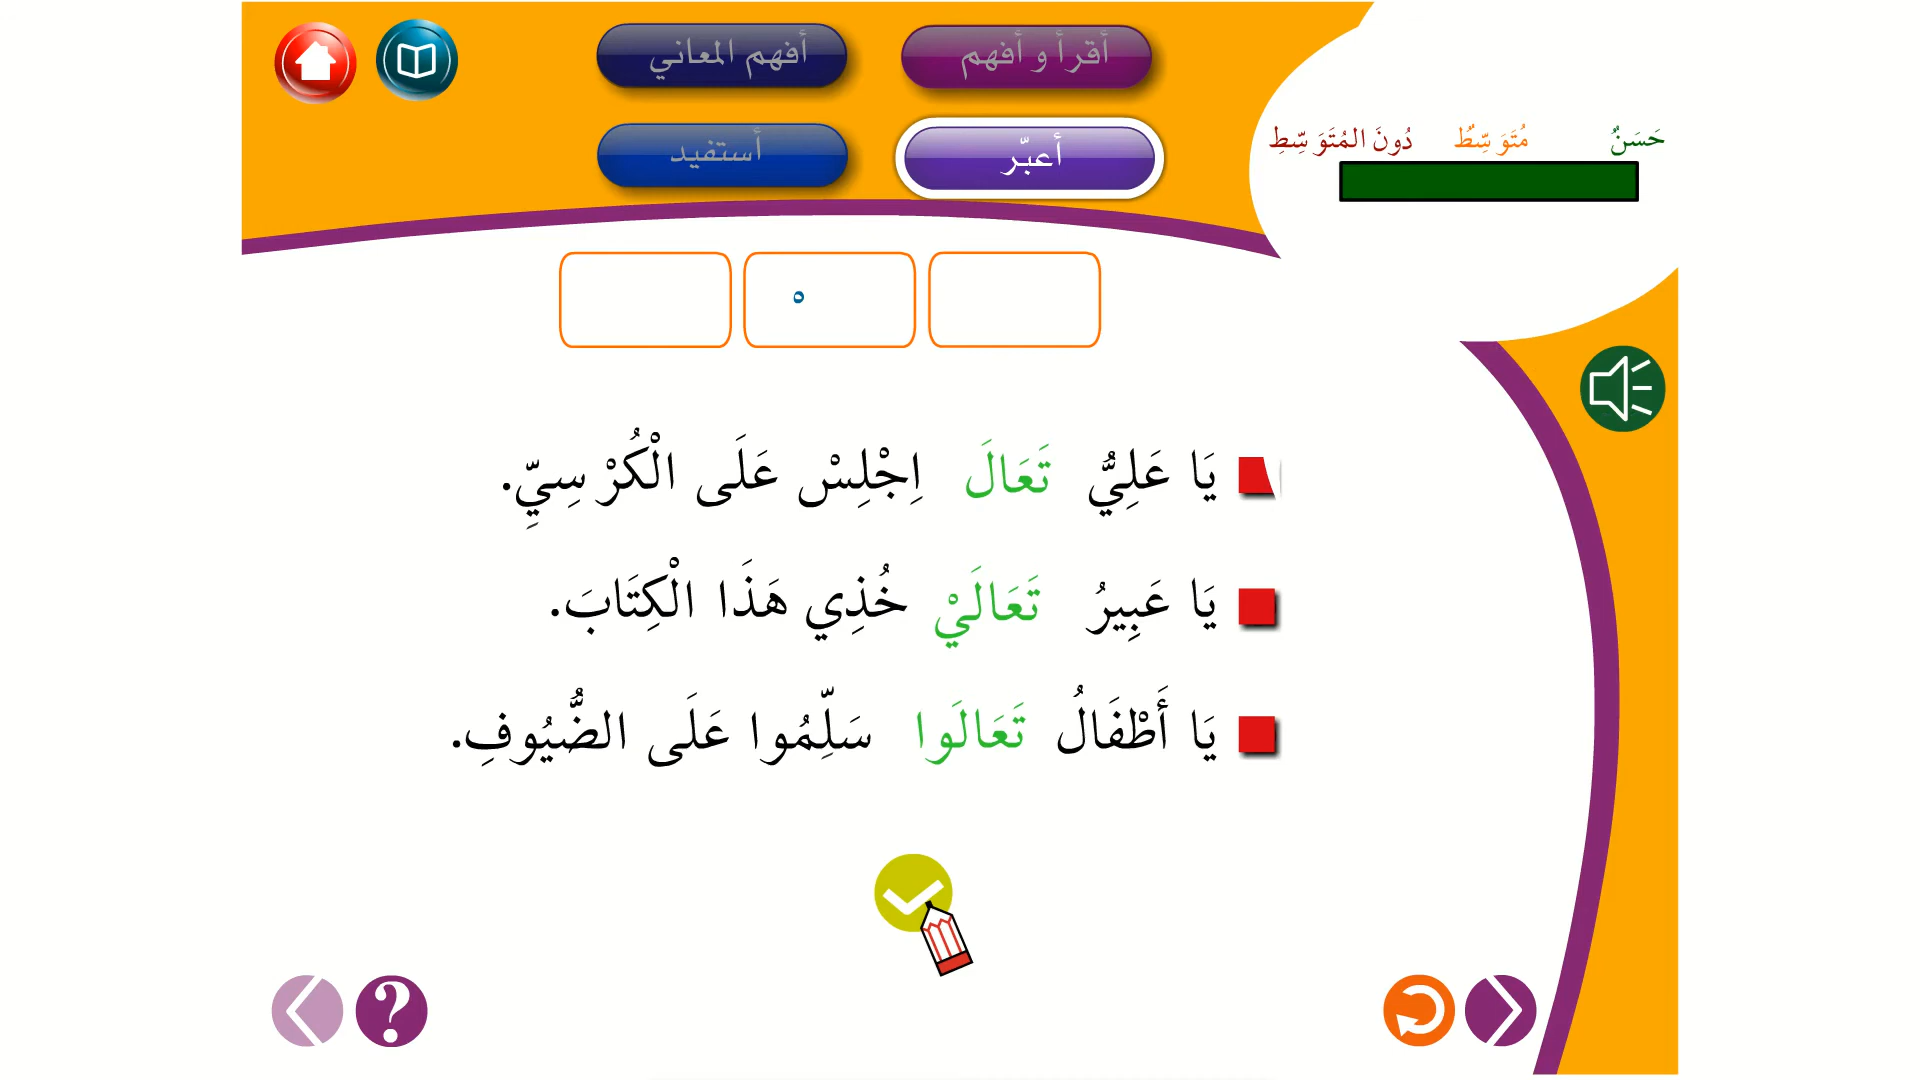 أقرأ و أفهم
أفهم المعاني
أعبّر
أستفيد
حَسَنٌ
مُتَوَسِّطٌ
دُونَ المُتَوَسِّطِ
يَا عَلِيُّ تَعَالَ اِجْلِسْ عَلَى الْكُرْسِيِّ.
يَا عَبِيرُ تَعَالَيْ خُذِي هَذَا الْكِتَابَ.
يَا أَطْفَالُ تَعَالَوا سَلِّمُوا عَلَى الضُّيُوفِ.
?